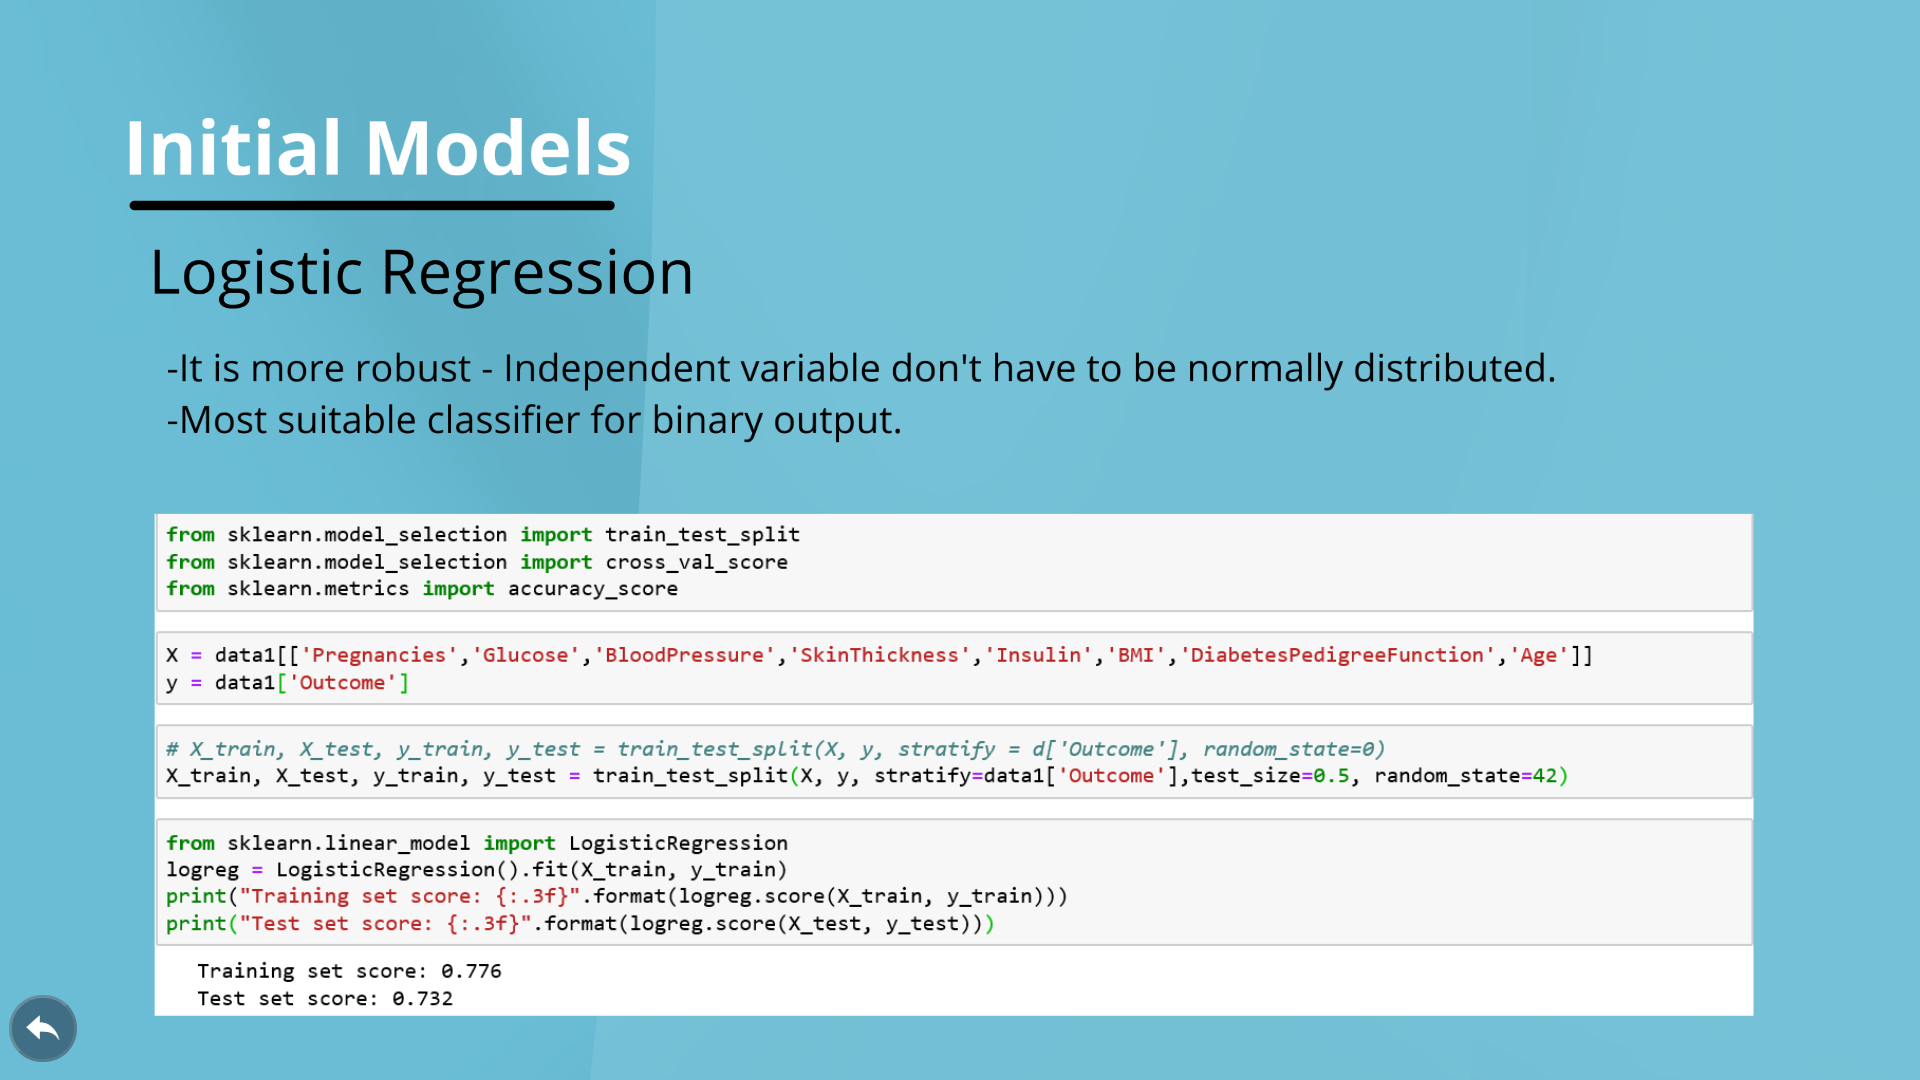 Initial Models
Logistic Regression
-It is more robust - Independent variable don't have to be normally distributed.
-Most suitable classifier for binary output.
from sklearn.model_selection import train_test_split
from sklearn.model_selection import cross_val_score
from sklearn.metrics import accuracy_score
X = data1[['Pregnancies','Glucose','BloodPressure','SkinThickness','Insulin','BMI','DiabetesPedigreeFunction','Age']]
y = data1['Outcome']
# X_train, X_test, y_train, y_test = train_test_split(X, y, stratify = d['Outcome'], random_state=0)
X_train, X_test, y_train, y_test = train_test_split(X, y, stratify=data1['Outcome'],test_size=0.5, random_state=42)
from sklearn.linear_model import LogisticRegression
logreg = LogisticRegression().fit(X_train, y_train)
print("Training set score: {:.3f}".format(logreg.score(X_train, y_train)))
print("Test set score: {:.3f}".format(logreg.score(X_test, y_test)))
Training set score: 0.776
Test set score: 0.732